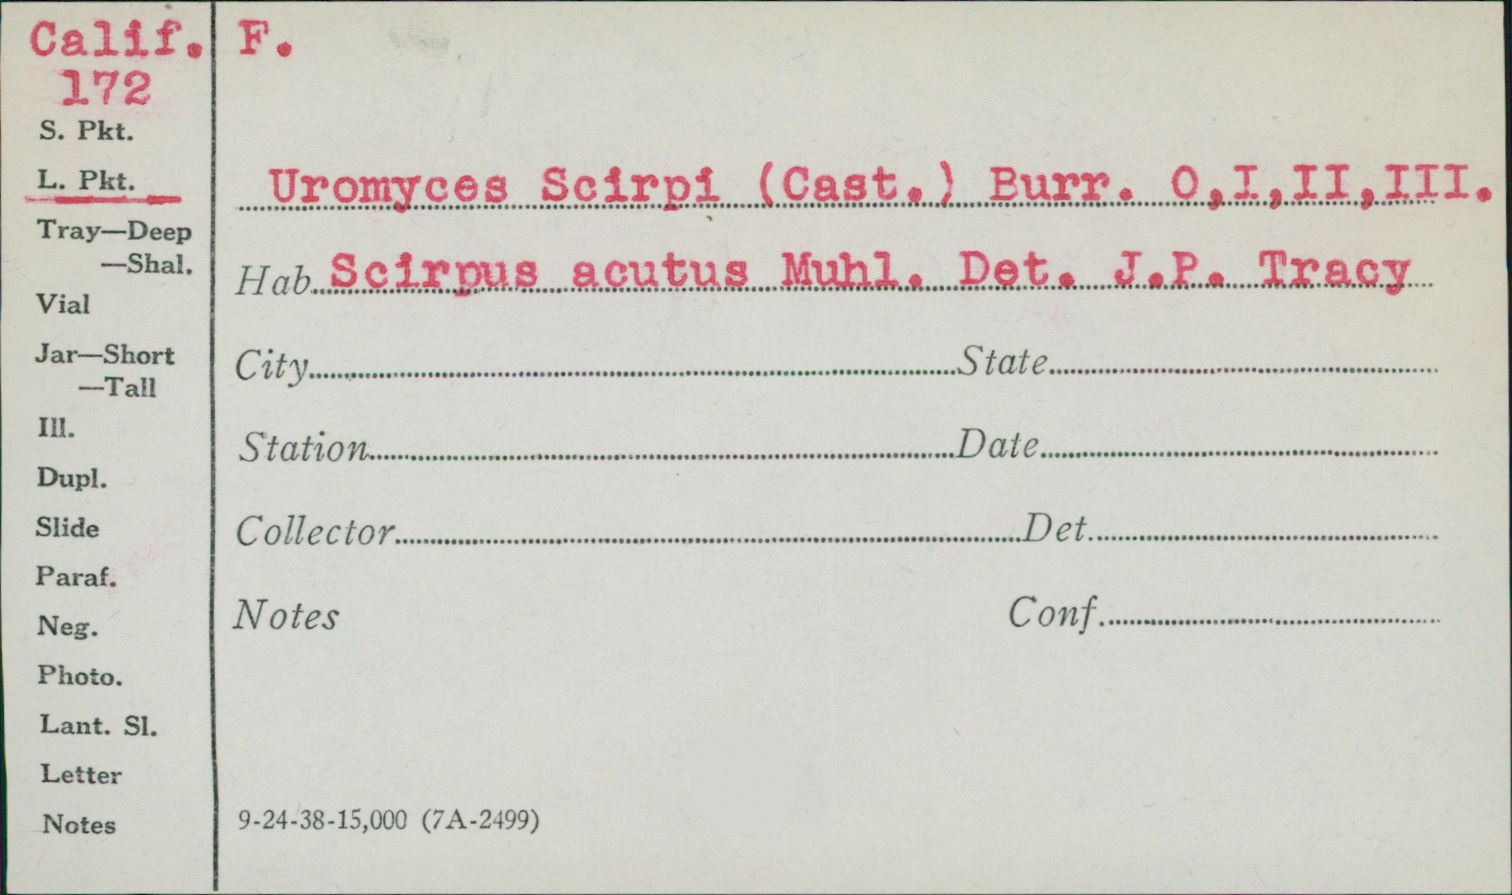 Calif. F.
172
S. Pkt.
L. Pkt.
Uromyces Scirpi (Cast.) Burr. 0,I,II,III.
Tray—Deep
—Shal.
Hab. Scirpus acutus Muhl. Det. J.P. Tracy
Vial
Jar—Short
—Tall
City State
Ill.
Station Date
Dupl.
Slide
Collector Det.
Paraf.
Neg.
Notes Conf.
Photo.
Lant. Sl.
Letter
Notes
9-24-38-15,000 (7A-2499)